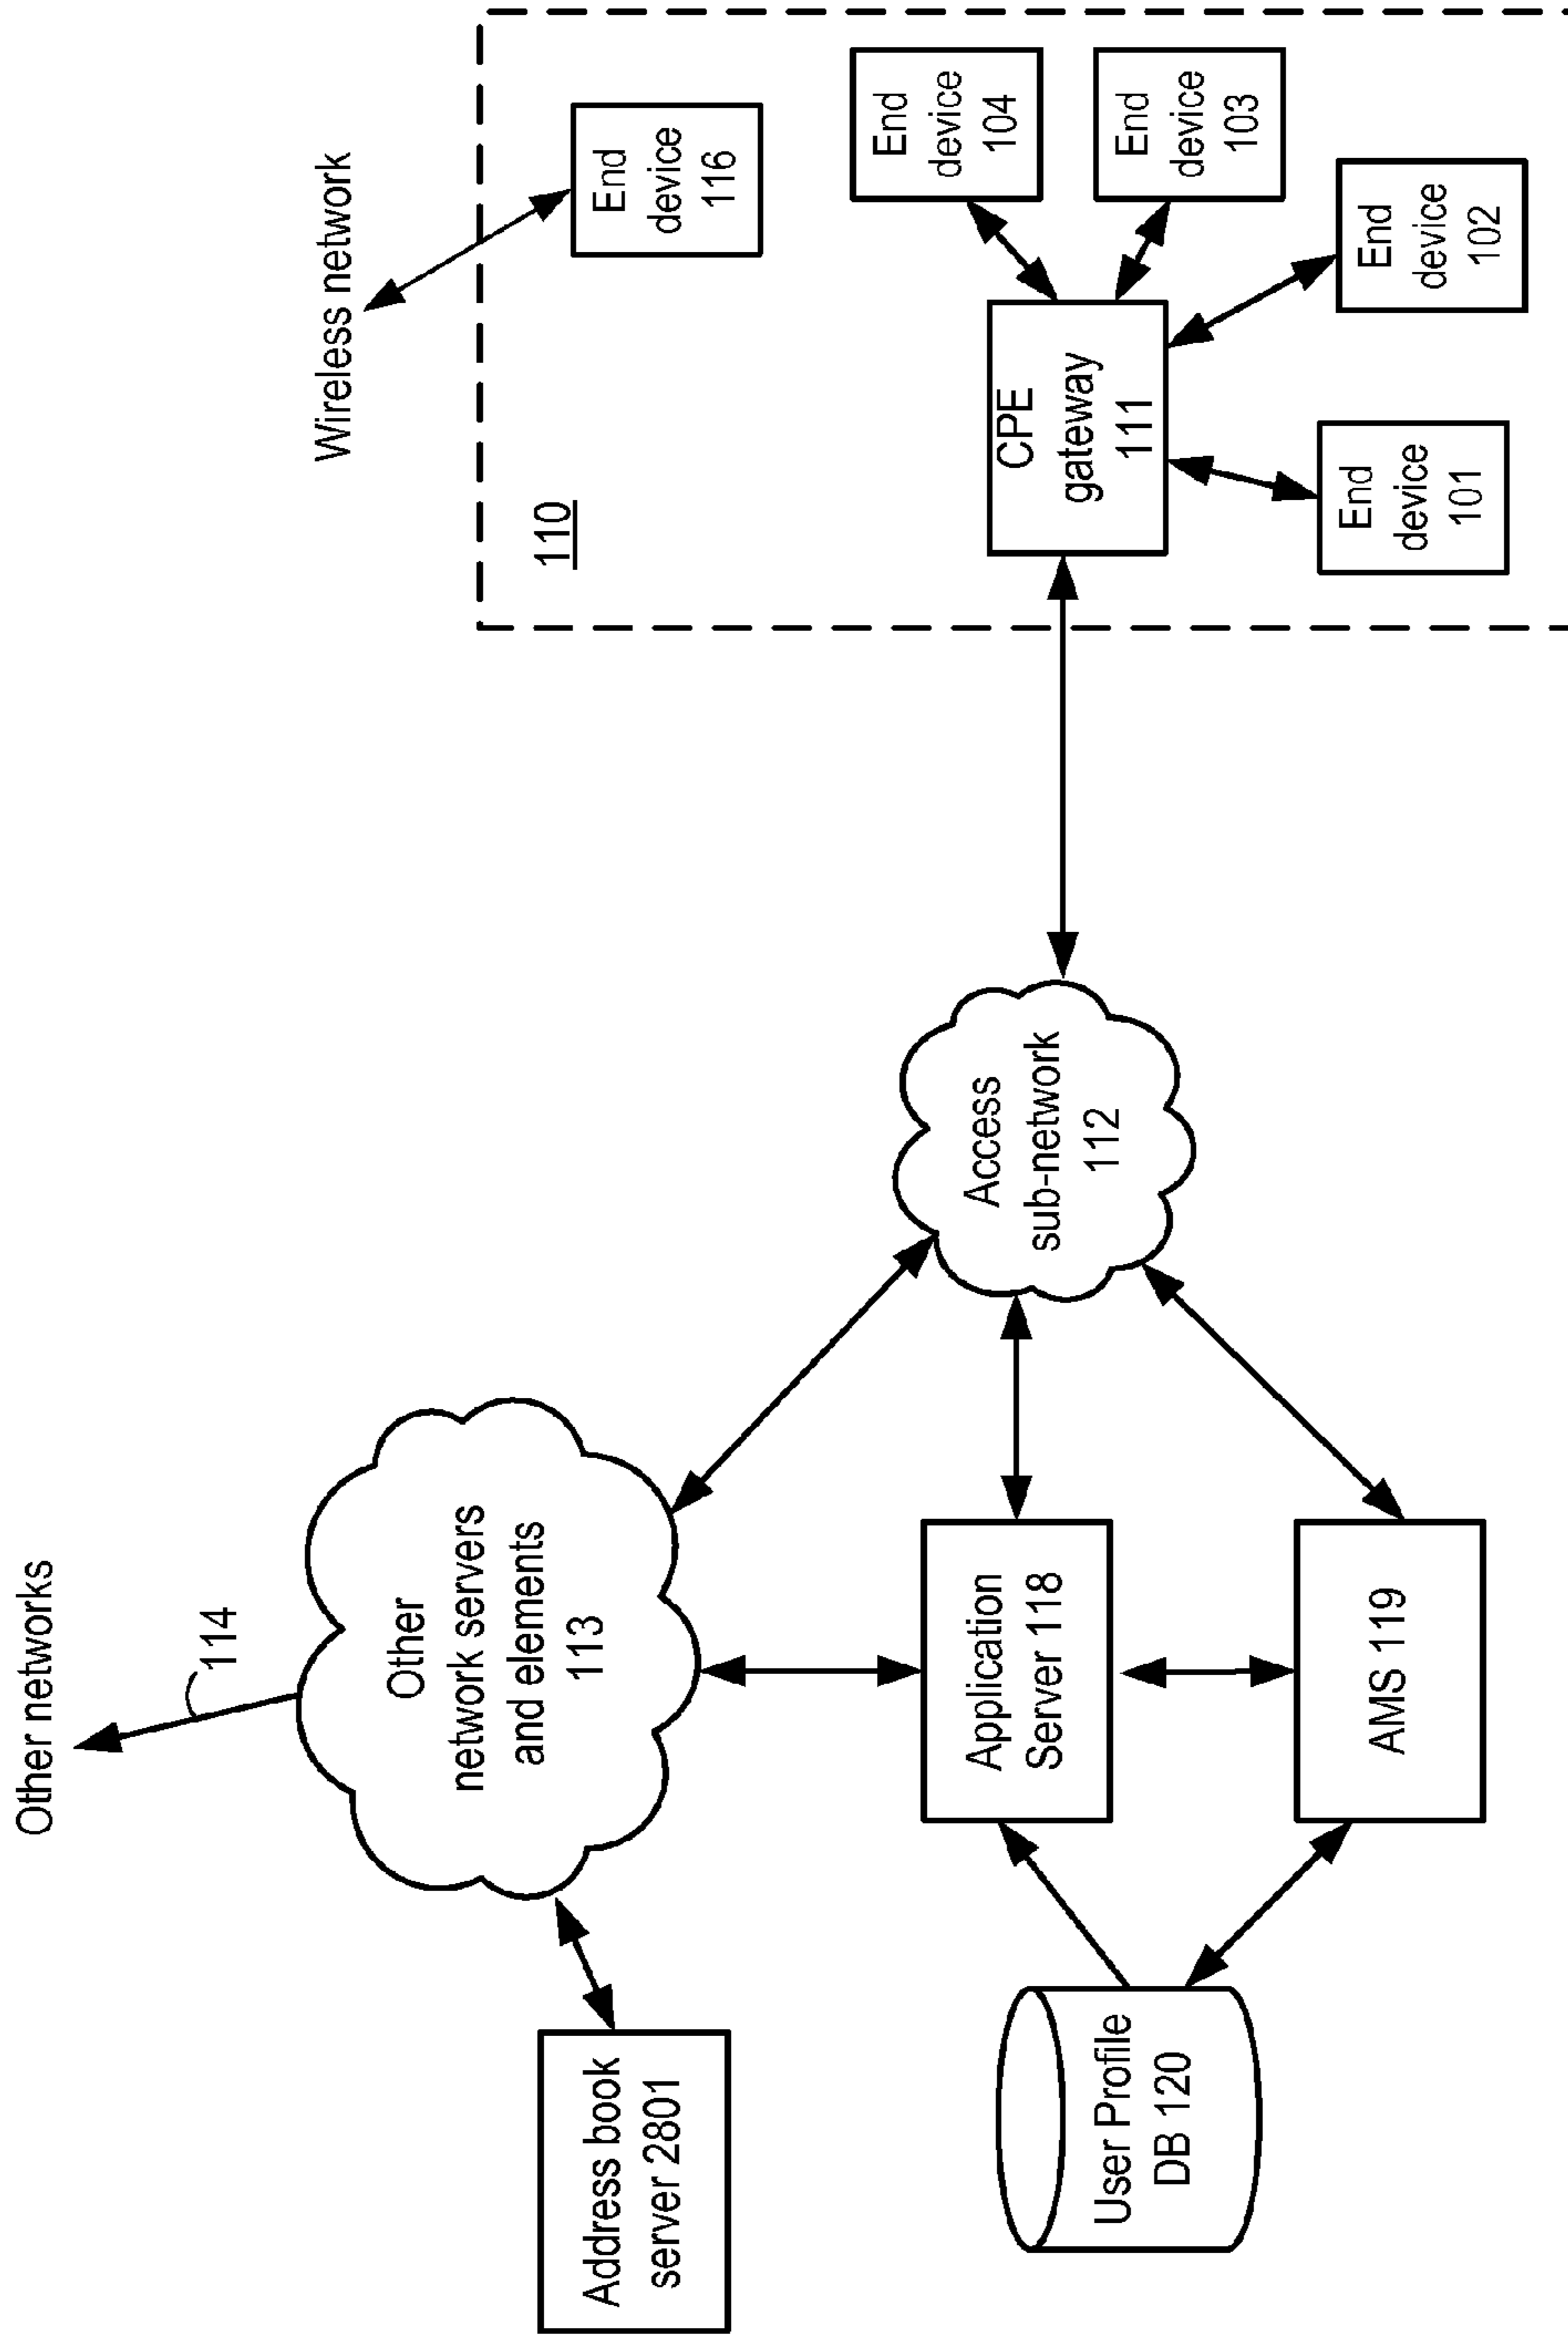 Other networks
114
Other
network servers
and elements
113
Address book
server 2801
User Profile
DB 120
Application
Server 118
AMS 119
Access
sub-network
112
Wireless network
110
End
device
116
CPE
gateway
111
End
device
104
End
device
103
End
device
102
End
device
101